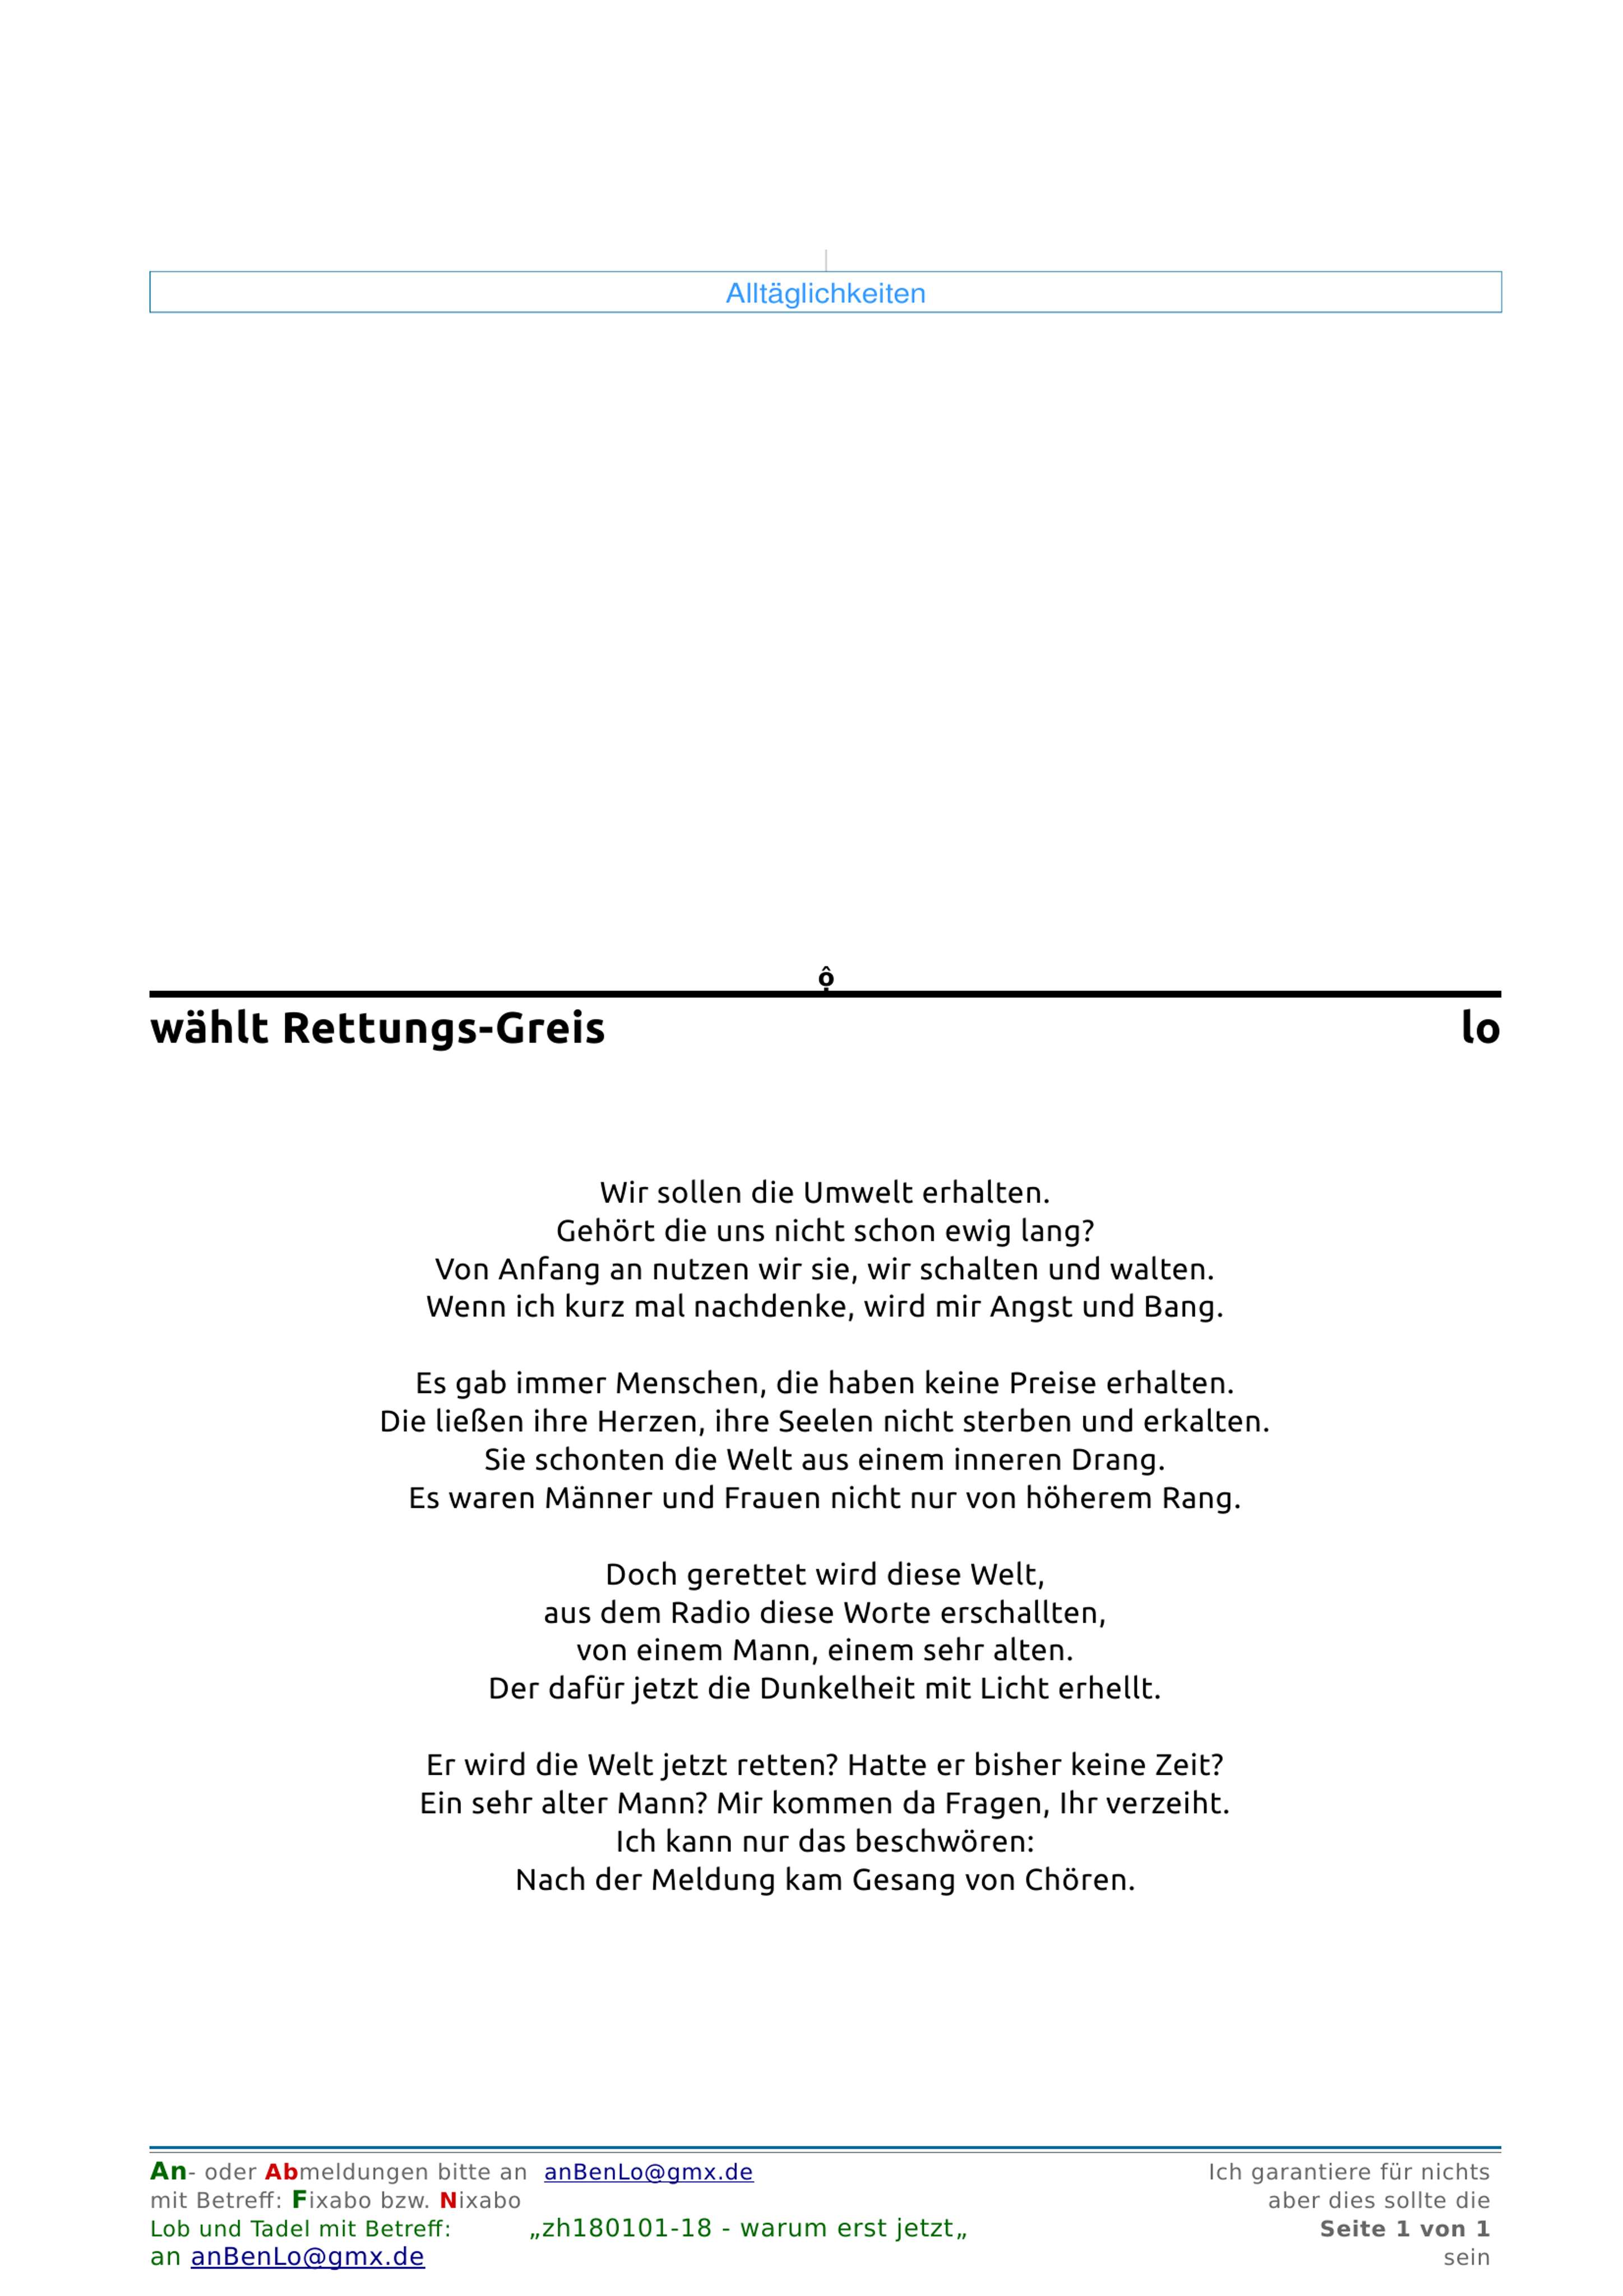 Alltäglichkeiten
wählt Rettungs-Greis lo
Wir sollen die Umwelt erhalten.
Gehört die uns nicht schon ewig lang?
Von Anfang an nutzen wir sie, wir schalten und walten.
Wenn ich kurz mal nachdenke, wird mir Angst und Bang.
Es gab immer Menschen, die haben keine Preise erhalten.
Die ließen ihre Herzen, ihre Seelen nicht sterben und erkalten.
Sie schonten die Welt aus einem inneren Drang.
Es waren Männer und Frauen nicht nur von höherem Rang.
Doch gerettet wird diese Welt,
aus dem Radio diese Worte erschallten,
von einem Mann, einem sehr alten.
Der dafür jetzt die Dunkelheit mit Licht erhellt.
Er wird die Welt jetzt retten? Hatte er bisher keine Zeit?
Ein sehr alter Mann? Mir kommen da Fragen, Ihr verzeiht.
Ich kann nur das beschwören:
Nach der Meldung kam Gesang von Chören.
An- oder Abmeldungen bitte an anBenLo@gmx.de
mit Betreff: Fixabo bzw. Nixabo
Lob und Tadel mit Betreff: „zh180101-18 - warum erst jetzt„
an anBenLo@gmx.de
Ich garantiere für nichts
aber dies sollte die
Seite 1 von 1
sein